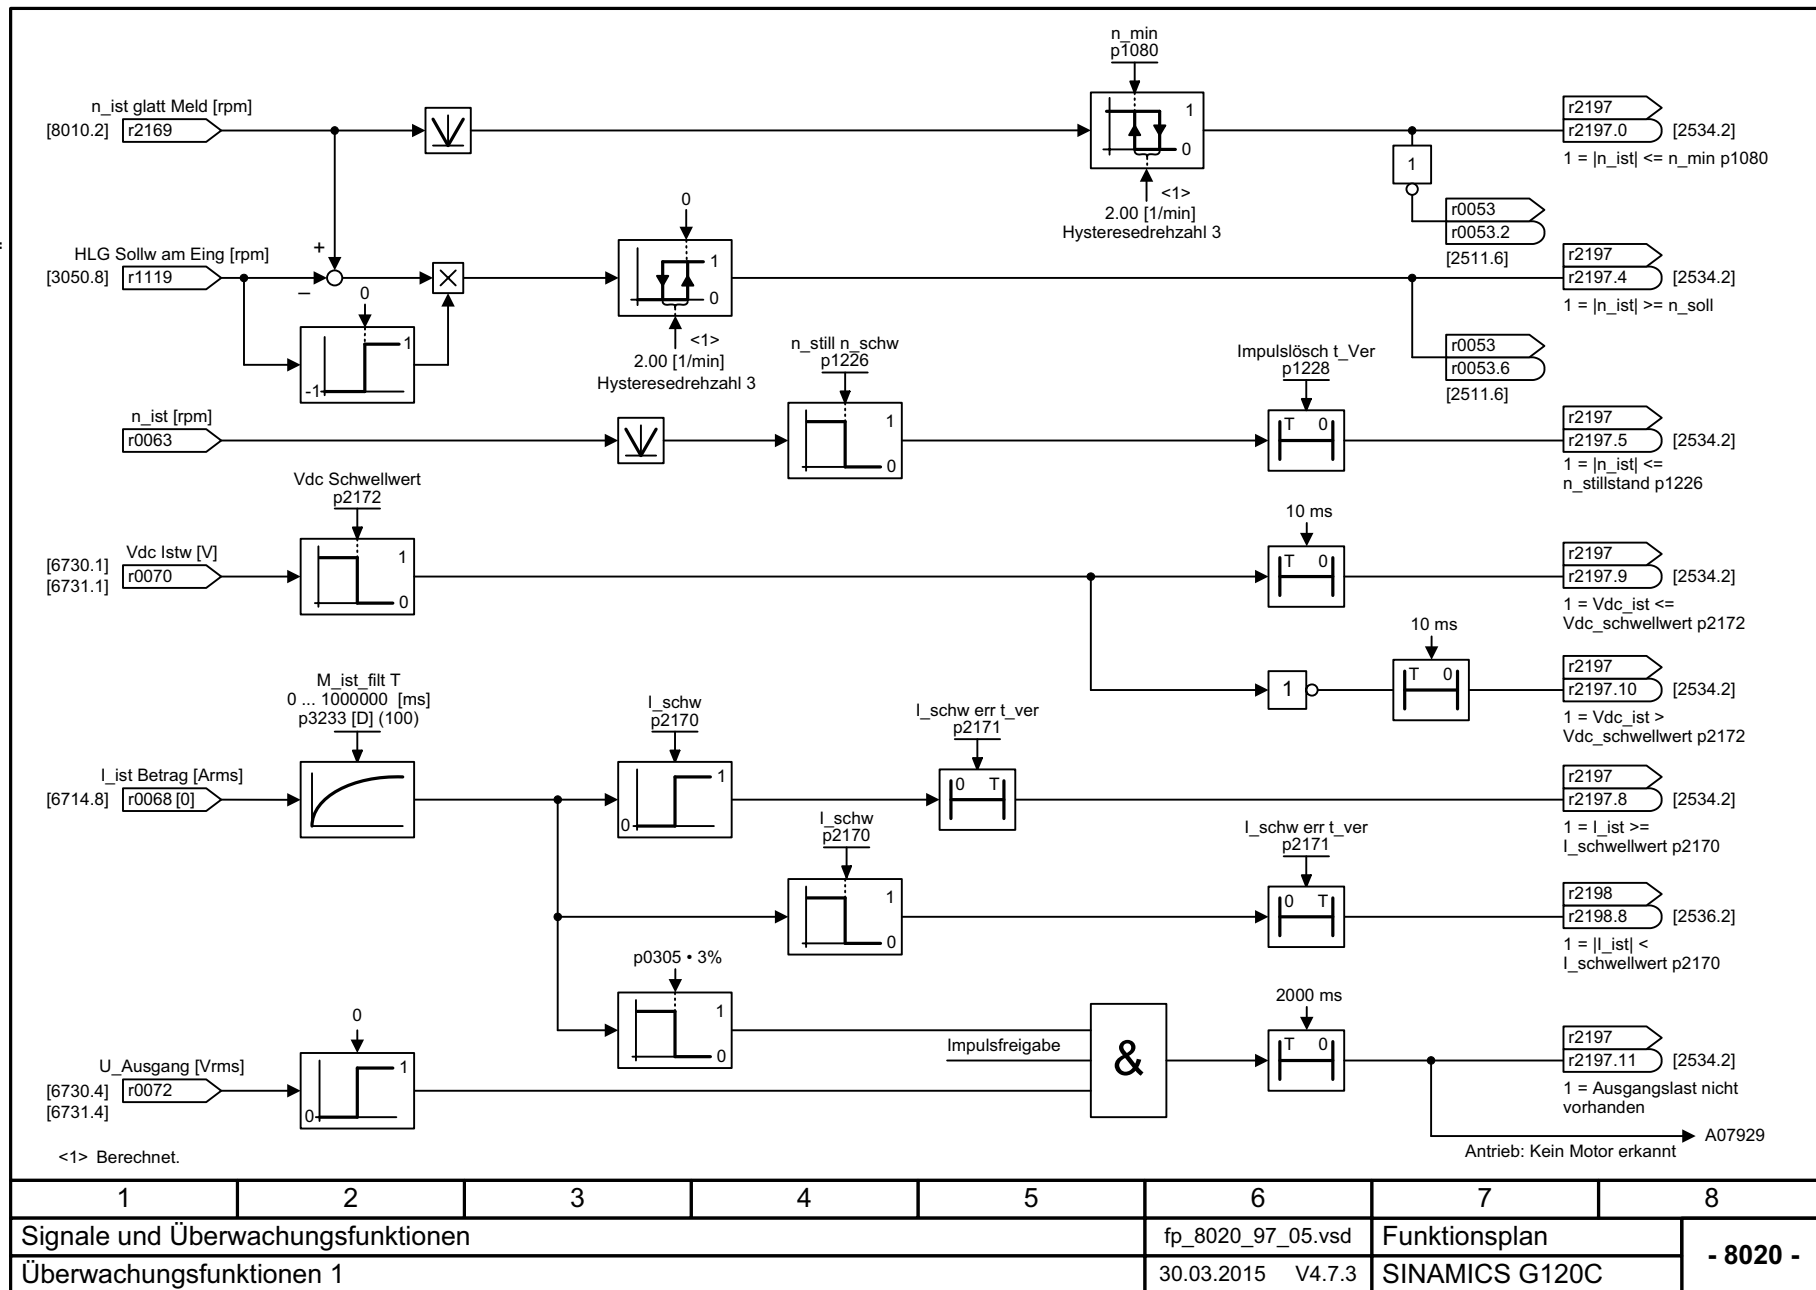 n_min
p1080
n_ist glatt Meld [rpm]
[8010.2] r2169
1
0
<1>
2.00 [1/min]
Hysteresedrehzahl 3
r2197
r2197.0 [2534.2]
1 = |n_ist| <= n_min p1080
1
r0053
r0053.2
[2511.6]
HLG Sollw am Eing [rpm]
[3050.8] r1119
+
–
0
1
-1
0
1
0
<1>
2.00 [1/min]
Hysteresedrehzahl 3
r2197
r2197.4 [2534.2]
1 = |n_ist| >= n_soll
r0053
r0053.6
[2511.6]
n_ist [rpm]
r0063
n_still n_schw
p1226
1
0
Impulslösch t_Ver
p1228
T 0
r2197
r2197.5 [2534.2]
1 = |n_ist| <=
n_stillstand p1226
Vdc Schwellwert
p2172
Vdc Istw [V]
[6730.1]
[6731.1]
r0070
1
0
10 ms
T 0
r2197
r2197.9 [2534.2]
1 = Vdc_ist <=
Vdc_schwellwert p2172
1
10 ms
T 0
r2197
r2197.10 [2534.2]
1 = Vdc_ist >
Vdc_schwellwert p2172
M_ist_filt T
0 ... 1000000 [ms]
p3233 [D] (100)
I_ist Betrag [Arms]
[6714.8] r0068 [0]
I_schw
p2170
1
0
I_schw err t_ver
p2171
0 T
r2197
r2197.8 [2534.2]
1 = I_ist >=
I_schwellwert p2170
I_schw
p2170
1
0
I_schw err t_ver
p2171
0 T
r2198
r2198.8 [2536.2]
1 = |I_ist| <
I_schwellwert p2170
p0305 • 3%
1
0
U_Ausgang [Vrms]
[6730.4]
[6731.4]
r0072
0
1
0
Impulsfreigabe
&
2000 ms
T 0
r2197
r2197.11 [2534.2]
1 = Ausgangslast nicht
vorhanden
A07929
Antrieb: Kein Motor erkannt
<1> Berechnet.
1 2 3 4 5 6 7 8
Signale und Überwachungsfunktionen
fp_8020_97_05.vsd
Funktionsplan
- 8020 -
Überwachungsfunktionen 1
30.03.2015 V4.7.3
SINAMICS G120C